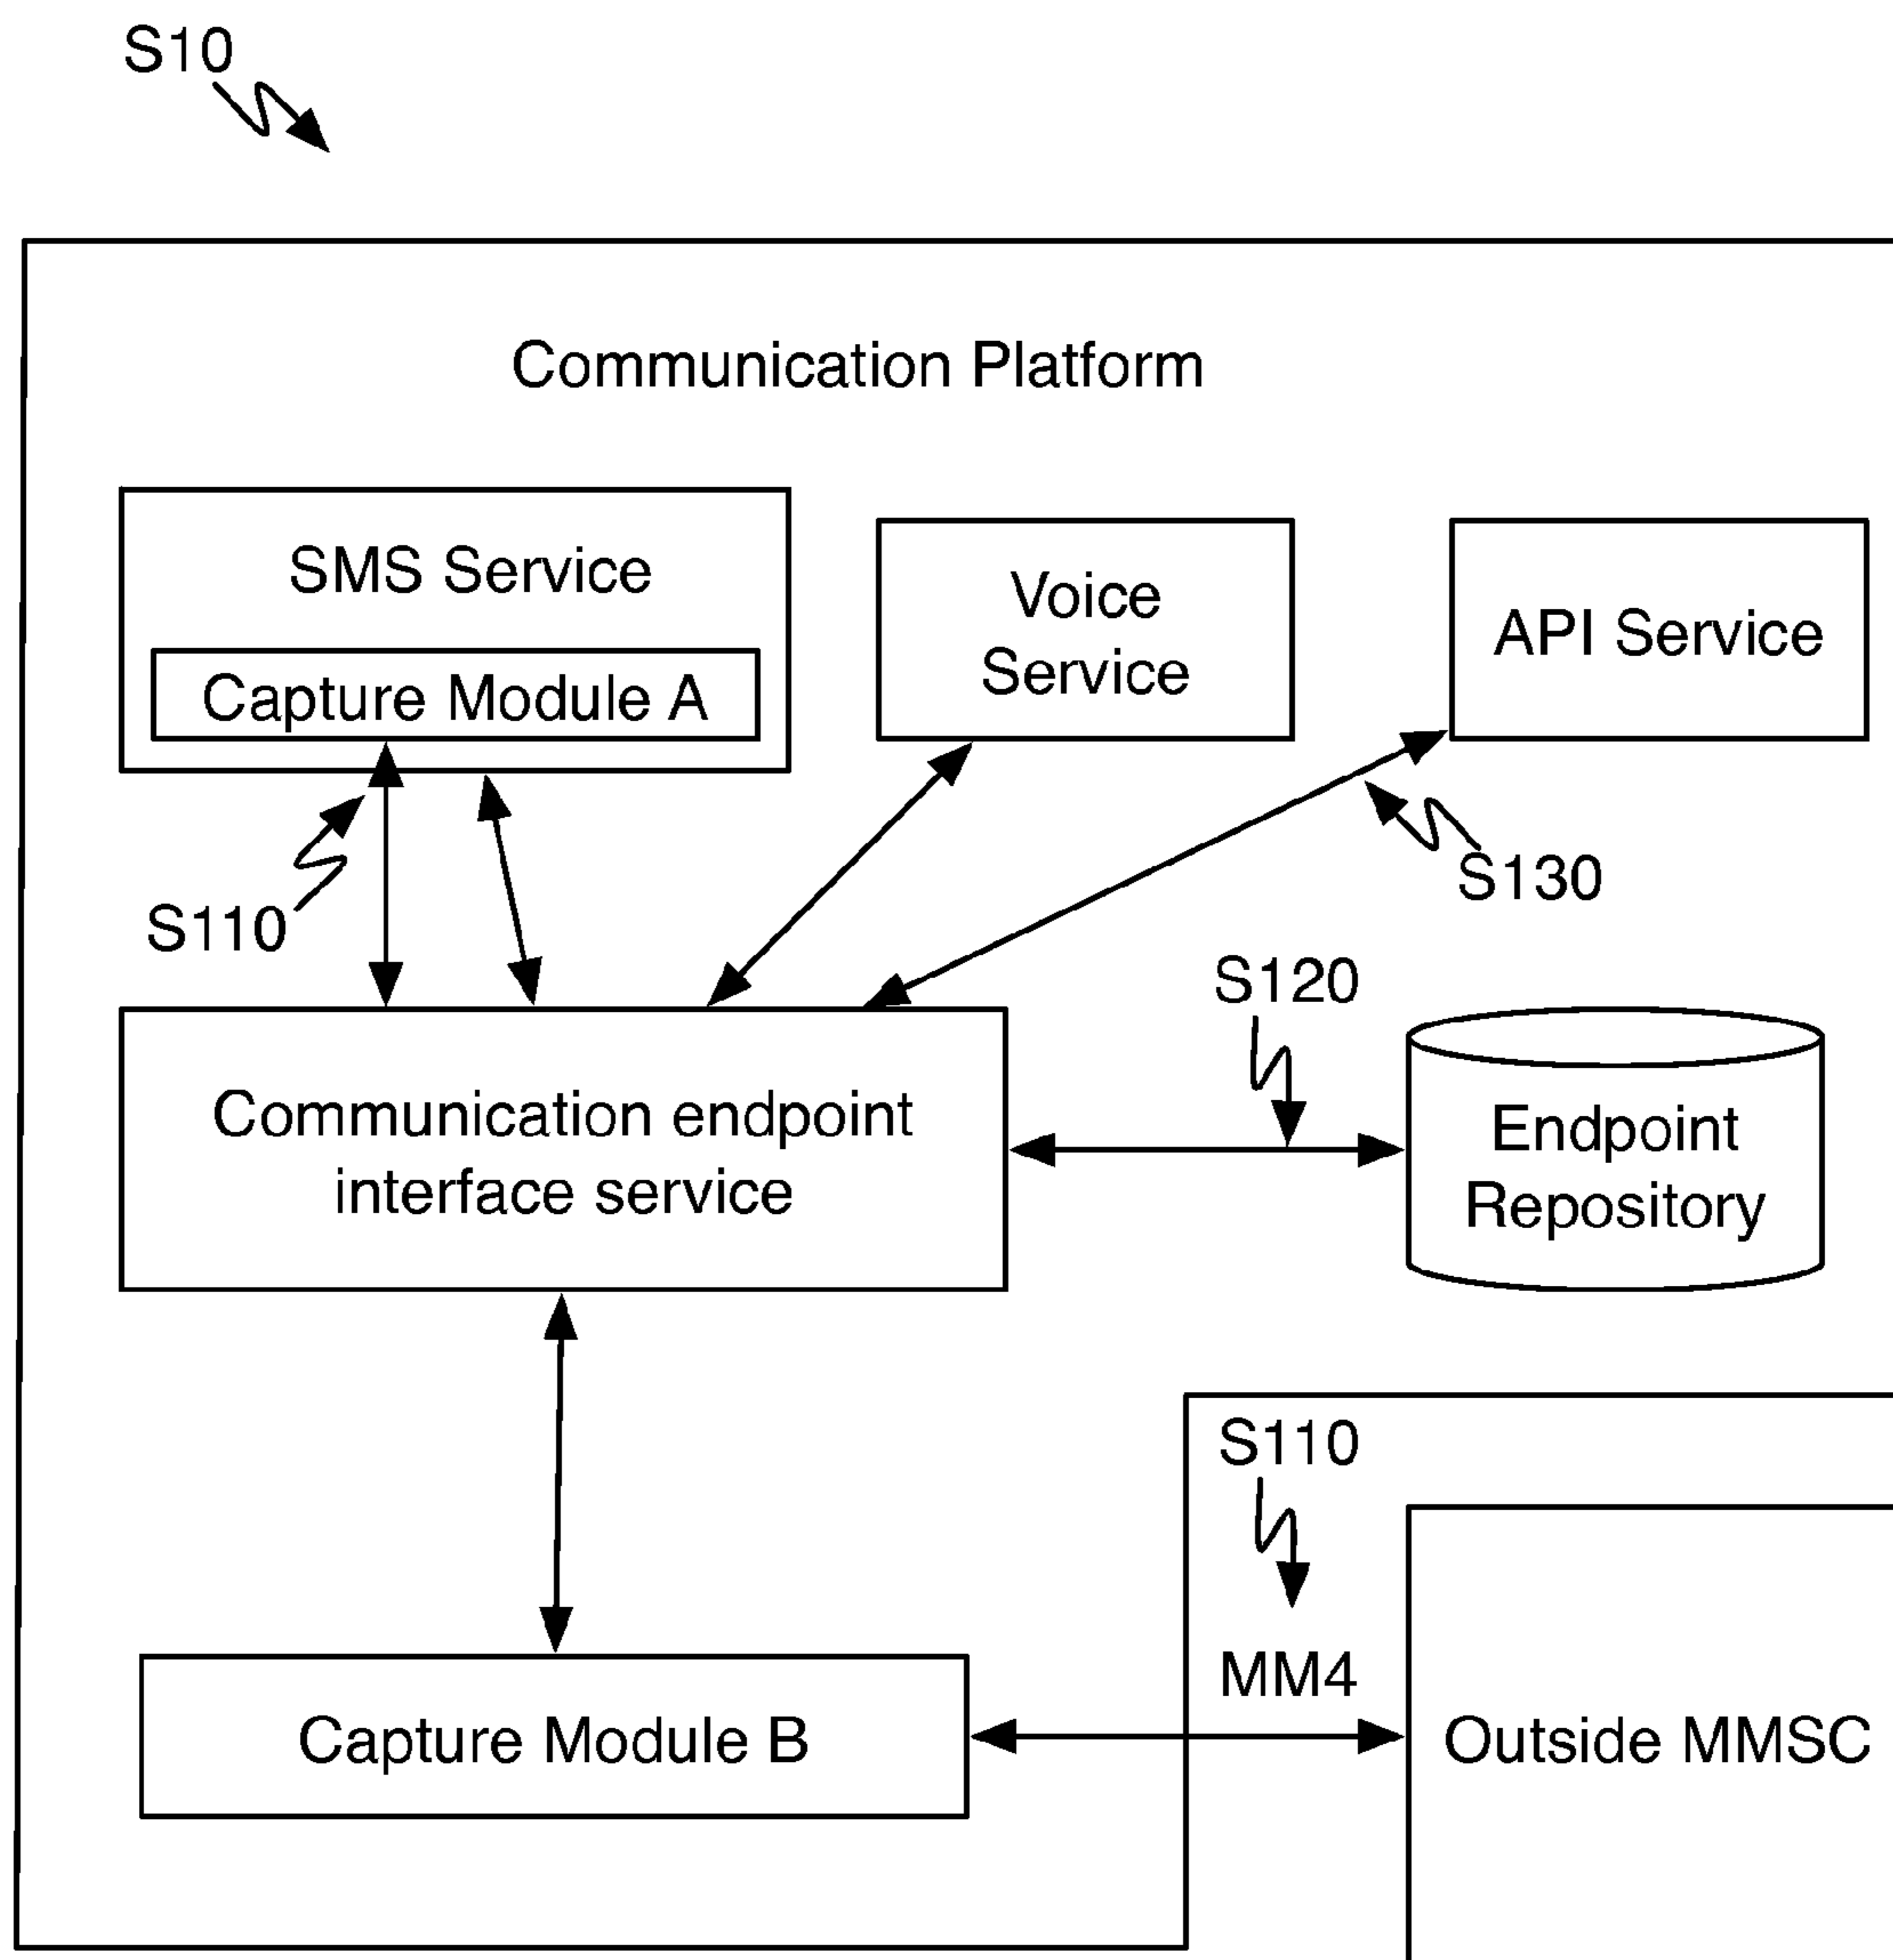 S10
Communication Platform
SMS Service
Capture Module A
Voice
Service
API Service
S110
S130
S120
Communication endpoint
interface service
Endpoint
Repository
S110
MM4
Capture Module B
Outside MMSC